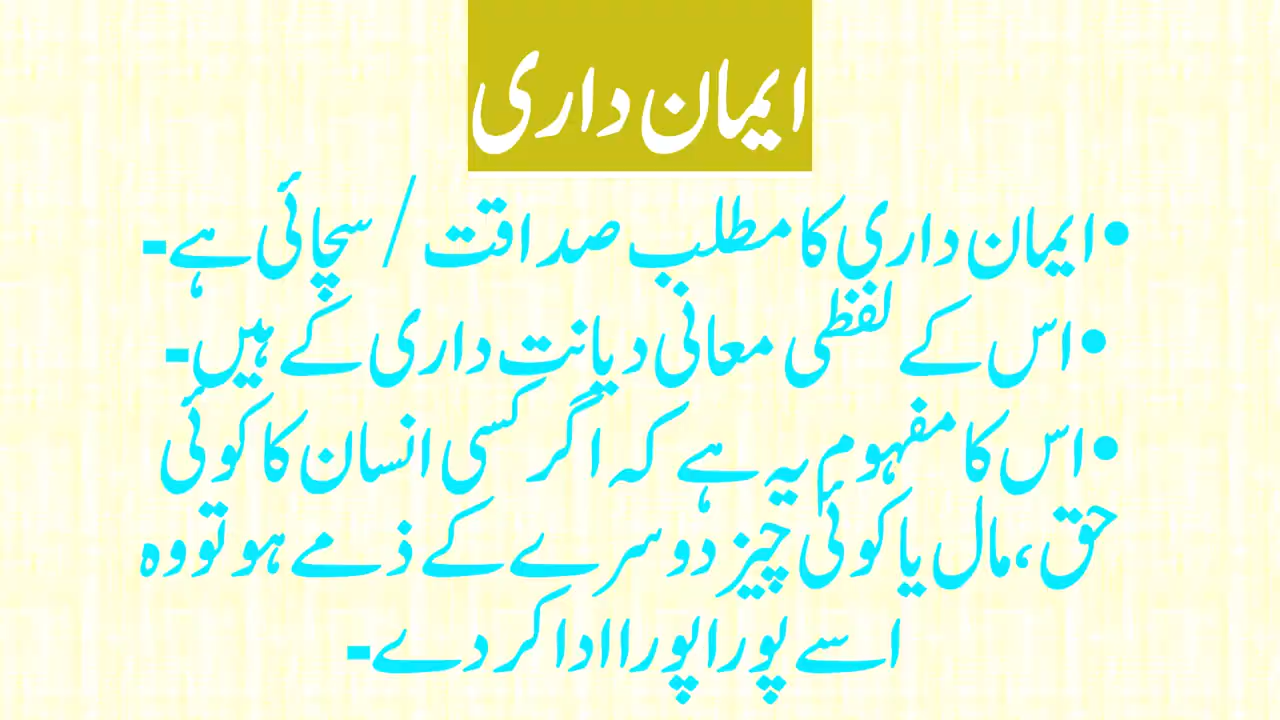 ایمان داری
•ایمان داری کا مطلب صداقت / سچائی ہے۔
•اس کے لفظی معانی دیانت داری کے ہیں۔
•اس کا مفہوم یہ ہے کہ اگر کسی انسان کا کوئی
حق، مال یا کوئی چیز دوسرے کے ذمے ہو تو وہ
اسے پورا پورا ادا کر دے۔